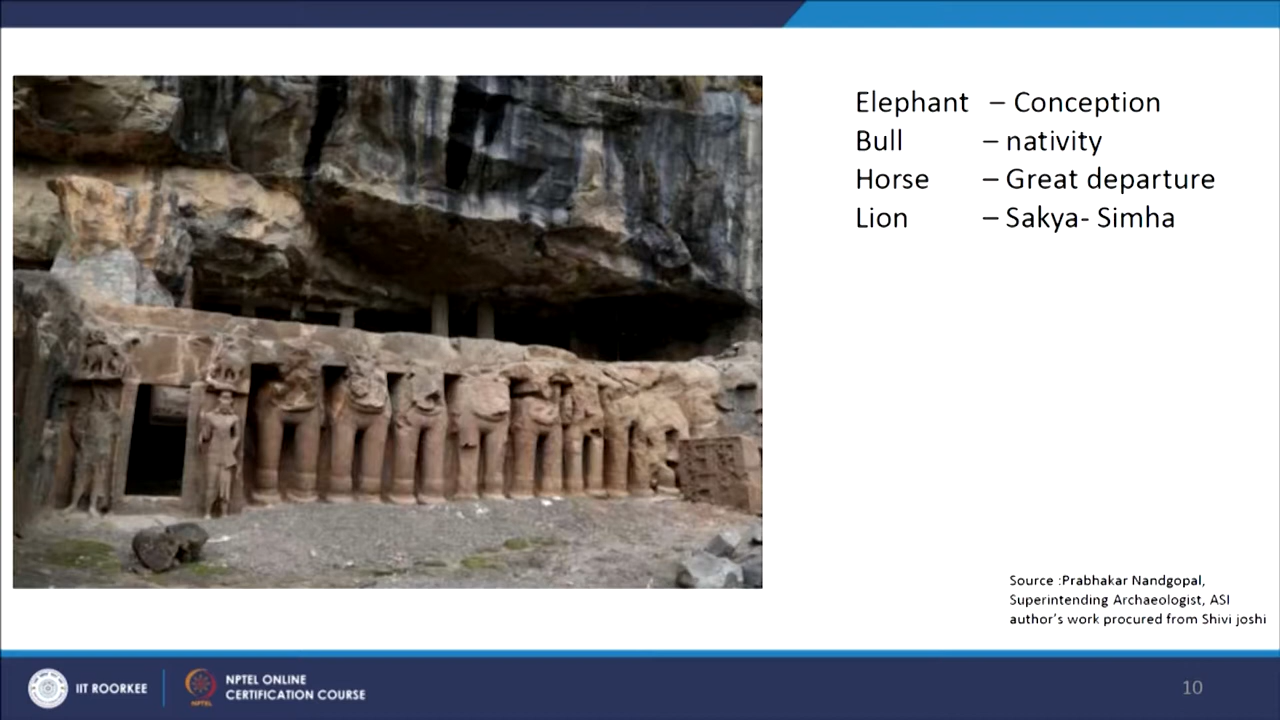 Elephant – Conception
Bull – nativity
Horse – Great departure
Lion – Sakya- Simha
Source :Prabhakar Nandgopal,
Superintending Archaeologist, ASI
author's work procured from Shivi joshi
IIT ROORKEE
NPTEL ONLINE
CERTIFICATION COURSE
NPTEL
10